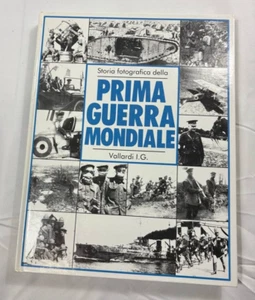 Storia fotografica della
PRIMA
GUERRA
MONDIALE
Vallardi I.G.